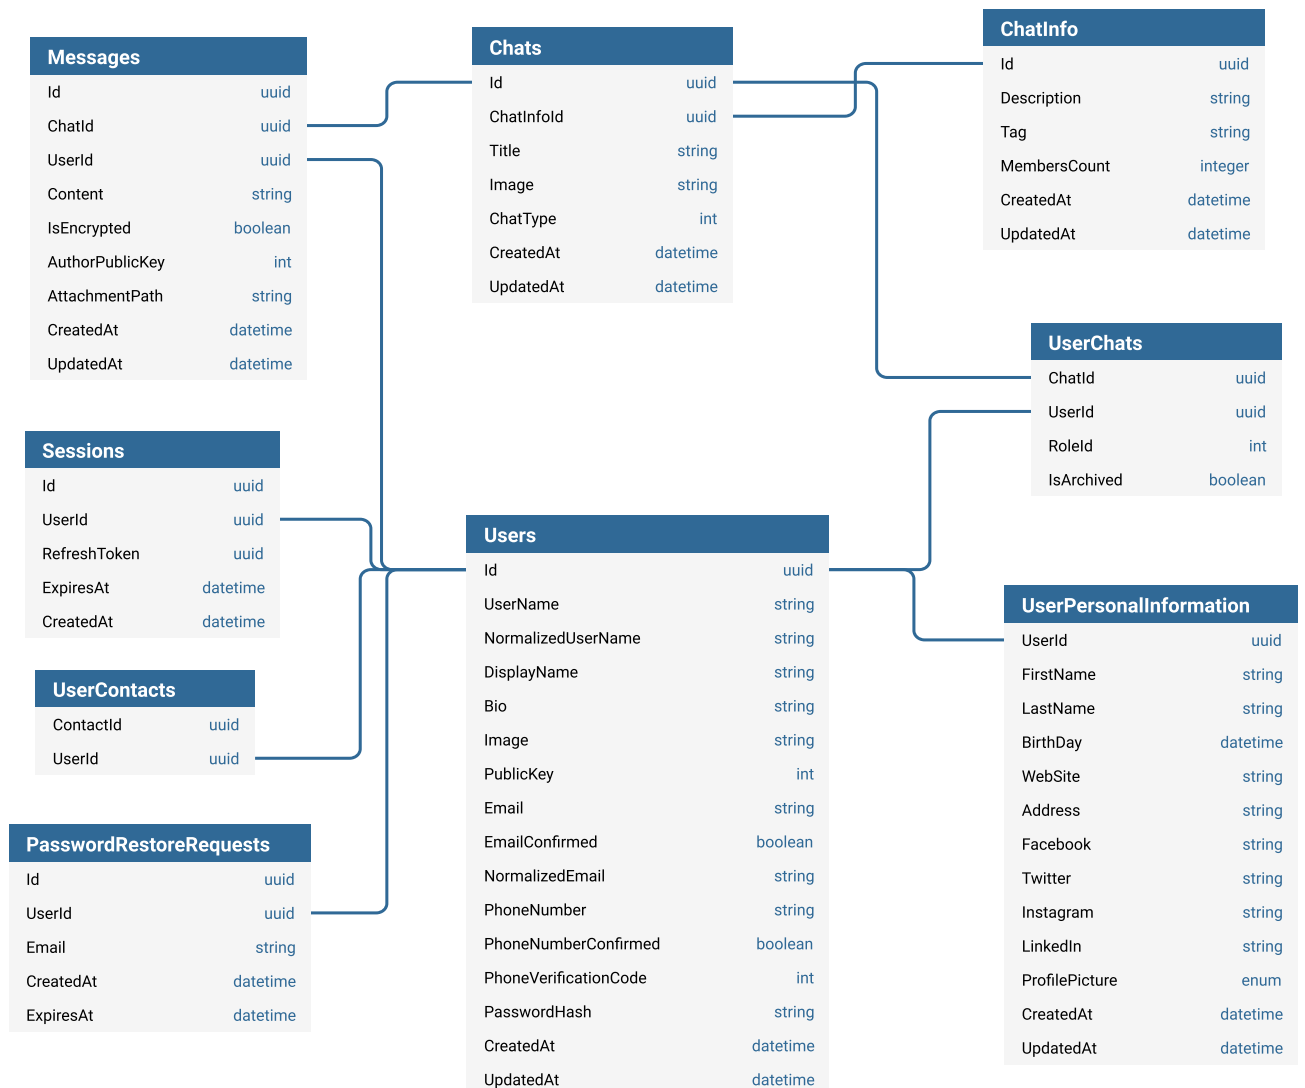 Messages
Id uuid
ChatId uuid
UserId uuid
Content string
IsEncrypted boolean
AuthorPublicKey int
AttachmentPath string
CreatedAt datetime
UpdatedAt datetime
Chats
Id uuid
ChatInfoId uuid
Title string
Image string
ChatType int
CreatedAt datetime
UpdatedAt datetime
ChatInfo
Id uuid
Description string
Tag string
MembersCount integer
CreatedAt datetime
UpdatedAt datetime
UserChats
ChatId uuid
UserId uuid
RoleId int
IsArchived boolean
Sessions
Id uuid
UserId uuid
RefreshToken uuid
ExpiresAt datetime
CreatedAt datetime
UserContacts
ContactId uuid
UserId uuid
PasswordRestoreRequests
Id uuid
UserId uuid
Email string
CreatedAt datetime
ExpiresAt datetime
Users
Id uuid
UserName string
NormalizedUserName string
DisplayName string
Bio string
Image string
PublicKey int
Email string
EmailConfirmed boolean
NormalizedEmail string
PhoneNumber string
PhoneNumberConfirmed boolean
PhoneVerificationCode int
PasswordHash string
CreatedAt datetime
UpdatedAt datetime
UserPersonalInformation
UserId uuid
FirstName string
LastName string
BirthDay datetime
WebSite string
Address string
Facebook string
Twitter string
Instagram string
LinkedIn string
ProfilePicture enum
CreatedAt datetime
UpdatedAt datetime